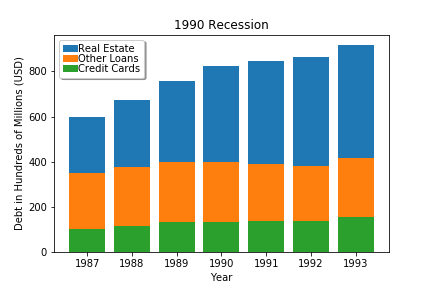 1990 Recession
Real Estate
Other Loans
Credit Cards
Debt in Hundreds of Millions (USD)
800
600
400
200
0
1987 1988 1989 1990 1991 1992 1993
Year